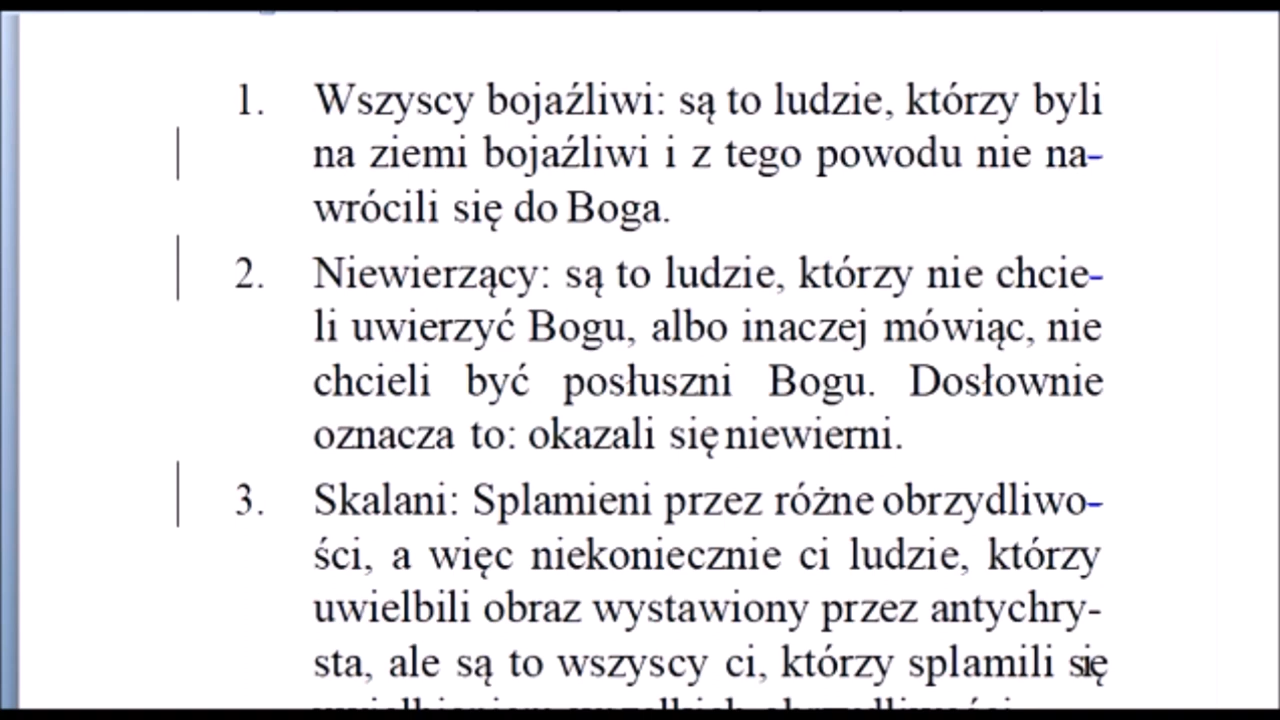 1. Wszyscy bojaźliwi: są to ludzie, którzy byli
na ziemi bojaźliwi i z tego powodu nie na-
wrócili się do Boga.
2. Niewierzący: są to ludzie, którzy nie chcie-
li uwierzyć Bogu, albo inaczej mówiąc, nie
chcieli być posłuszni Bogu. Dosłownie
oznacza to: okazali się niewierni.
3. Skalani: Splamieni przez różne obrzydliwo-
ści, a więc niekoniecznie ci ludzie, którzy
uwielbili obraz wystawiony przez antychry-
sta, ale są to wszyscy ci, którzy splamili się